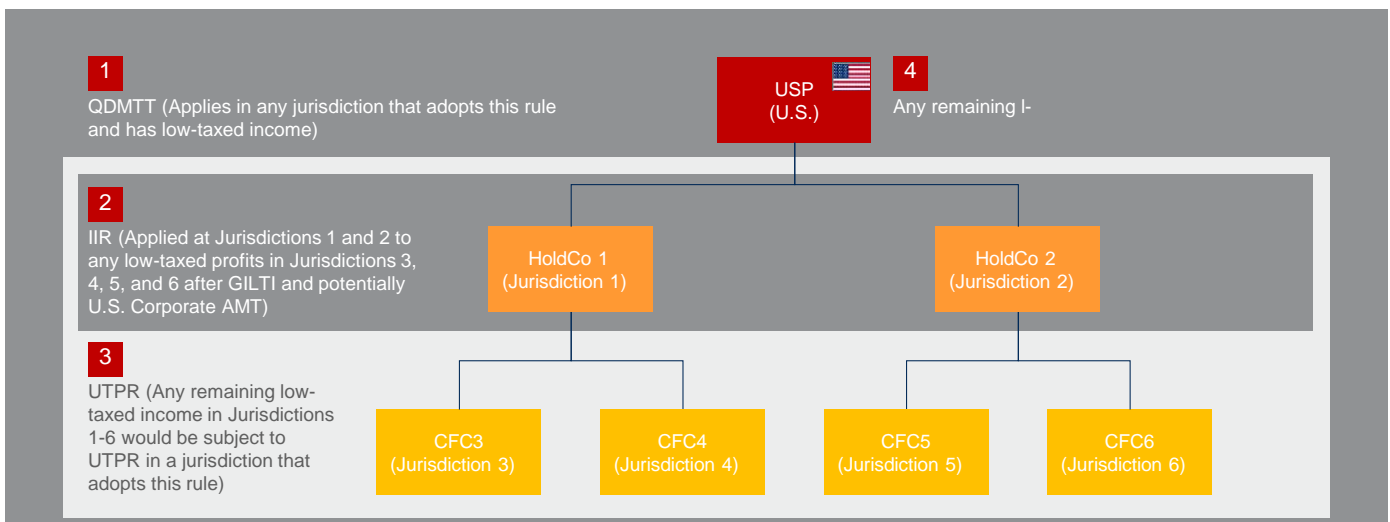 1
QDMTT (Applies in any jurisdiction that adopts this rule
and has low-taxed income)
USP
(U.S.)
4
Any remaining l-
2
IIR (Applied at Jurisdictions 1 and 2 to
any low-taxed profits in Jurisdictions 3,
4, 5, and 6 after GILTI and potentially
U.S. Corporate AMT)
HoldCo 1
(Jurisdiction 1)
HoldCo 2
(Jurisdiction 2)
3
UTPR (Any remaining low-
taxed income in Jurisdictions
1-6 would be subject to
UTPR in a jurisdiction that
adopts this rule)
CFC3
(Jurisdiction 3)
CFC4
(Jurisdiction 4)
CFC5
(Jurisdiction 5)
CFC6
(Jurisdiction 6)